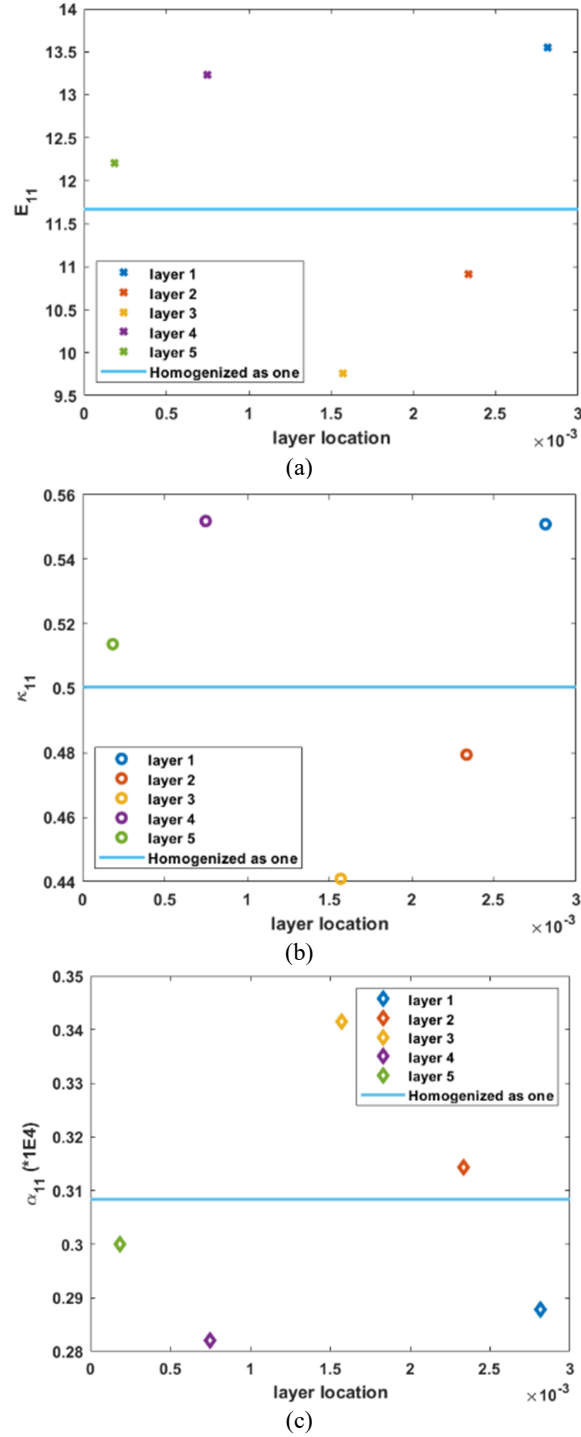 14
13.5
13
12.5
12
11.5
11
10.5
10
9.5
E11
layer 1
layer 2
layer 3
layer 4
layer 5
Homogenized as one
0 0.5 1 1.5 2 2.5 3
layer location
×10-3
(a)
0.56
0.54
0.52
0.5
0.48
0.46
0.44
κ11
layer 1
layer 2
layer 3
layer 4
layer 5
Homogenized as one
0 0.5 1 1.5 2 2.5 3
layer location
×10-3
(b)
0.35
0.34
0.33
0.32
0.31
0.3
0.29
0.28
α11 (*1E4)
layer 1
layer 2
layer 3
layer 4
layer 5
Homogenized as one
0 0.5 1 1.5 2 2.5 3
layer location
×10-3
(c)